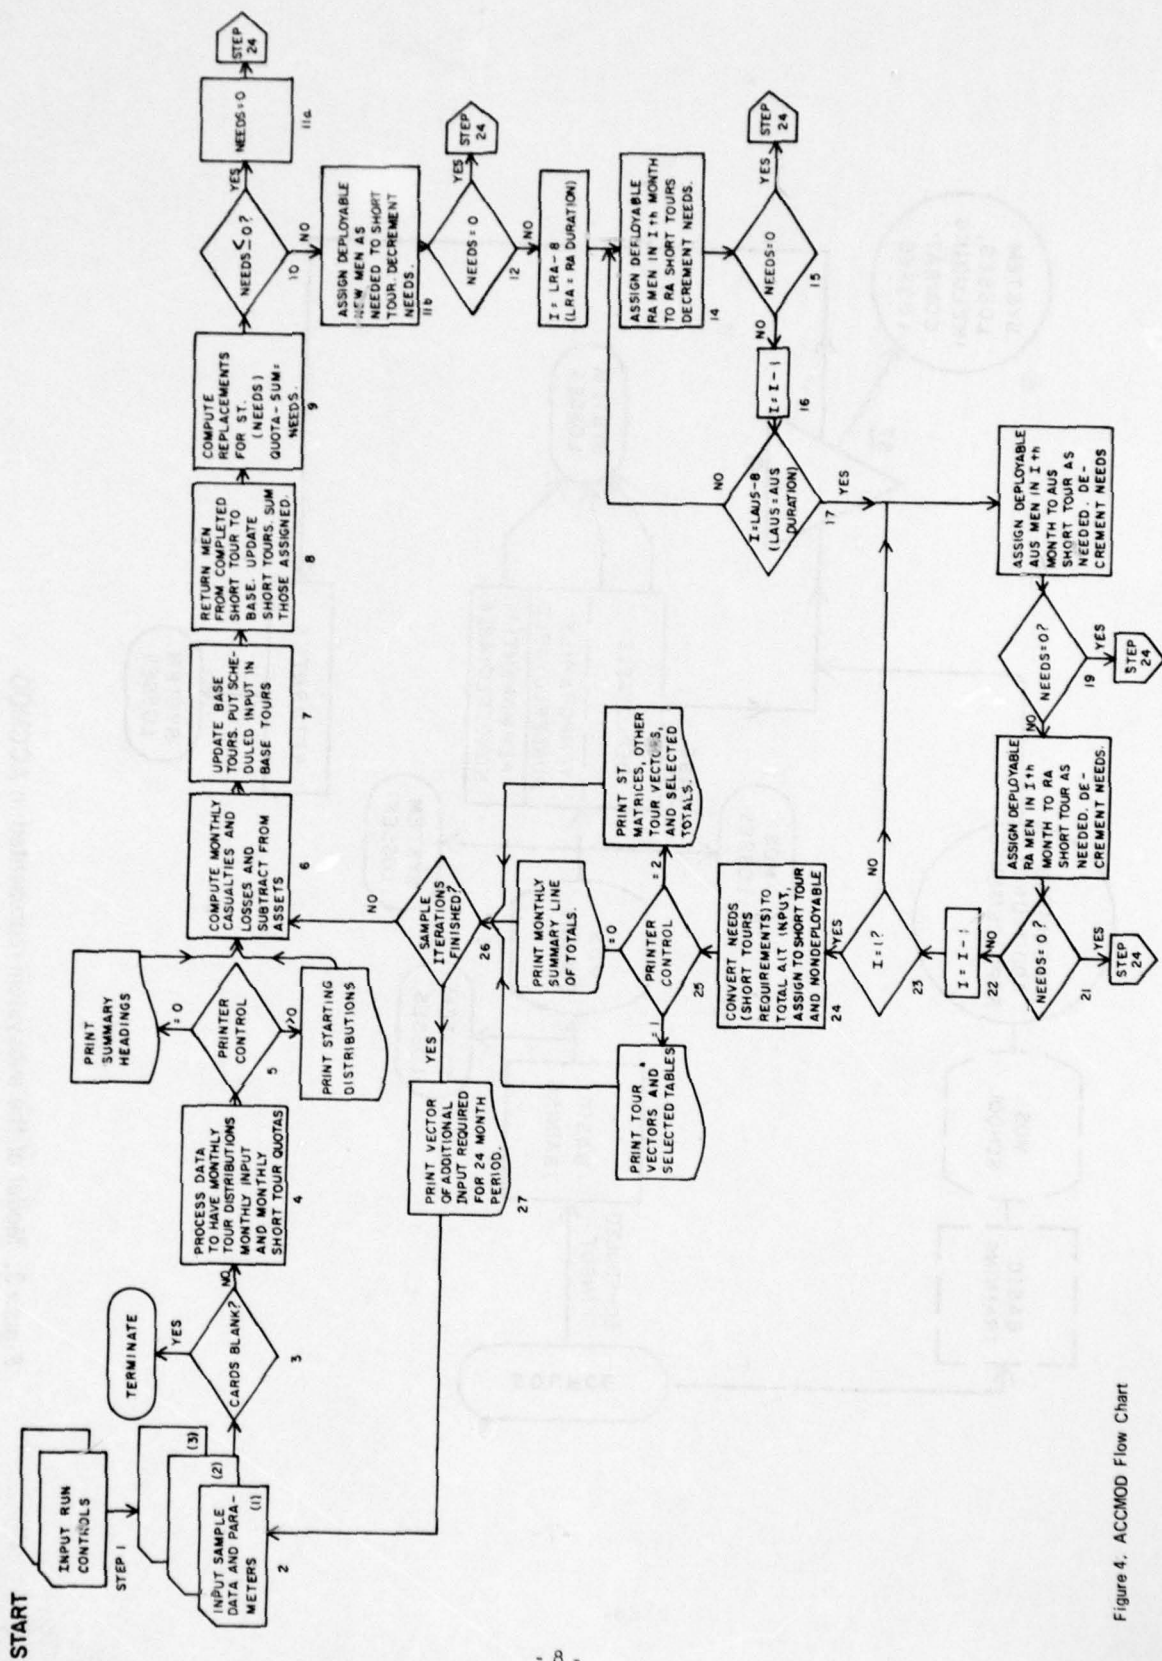 START
INPUT RUN
CONTROLS
STEP 1
(3)
(2)
(1)
INPUT SAMPLE
DATA AND PARA-
METERS
2
TERMINATE
YES
CARDS BLANK?
3
NO
PROCESS DATA
TO HAVE MONTHLY
TOUR DISTRIBUTIONS
MONTHLY INPUT
AND MONTHLY
SHORT TOUR QUOTAS
4
PRINT
SUMMARY
HEADINGS
= 0
PRINTER
CONTROL
5
>0
PRINT STARTING
DISTRIBUTIONS
COMPUTE MONTHLY
CASUALTIES AND
LOSSES AND
SUBTRACT FROM
ASSETS
6
UPDATE BASE
TOURS. PUT SCHE-
DULED INPUT IN
BASE TOURS
7
RETURN MEN
FROM COMPLETED
SHORT TOUR TO
BASE. UPDATE
SHORT TOURS. SUM
THOSE ASSIGNED.
8
COMPUTE
REPLACEMENTS
FOR ST.
(NEEDS)
QUOTA-SUM=
NEEDS.
9
NEEDS ≤ 0?
10
YES
NEEDS=0
11a
STEP
24
NO
ASSIGN DEPLOYABLE
NEW MEN AS
NEEDED TO SHORT
TOUR. DECREMENT
NEEDS.
11b
NEEDS=0
12
YES
STEP
24
NO
I = LRA-8
(LRA = RA DURATION)
ASSIGN DEPLOYABLE
RA MEN IN I th MONTH
TO RA SHORT TOURS
DECREMENT NEEDS.
14
NEEDS=0
15
YES
STEP
24
NO
I = I - 1
16
I=LAUS-8
(LAUS=AUS
DURATION)
17
NO
YES
ASSIGN DEPLOYABLE
AUS MEN IN I th
MONTH TO AUS
SHORT TOUR AS
NEEDED. DE-
CREMENT NEEDS
NEEDS=0?
19
YES
STEP
24
NO
ASSIGN DEPLOYABLE
RA MEN IN Ith
MONTH TO RA
SHORT TOUR AS
NEEDED. DE-
CREMENT NEEDS.
NEEDS=0?
21
YES
STEP
24
NO
I = I - 1
22
I = 1?
23
NO
YES
CONVERT NEEDS
(SHORT TOURS
REQUIREMENTS) TO
TOTAL AIT INPUT,
ASSIGN TO SHORT TOUR
AND NONDEPLOYABLE
24
PRINTER
CONTROL
25
= 1
= 0
= 2
PRINT TOUR
VECTORS AND
SELECTED TABLES
PRINT MONTHLY
SUMMARY LINE
OF TOTALS.
PRINT ST
MATRICES, OTHER
TOUR VECTORS,
AND SELECTED
TOTALS.
SAMPLE
ITERATIONS
FINISHED?
26
NO
YES
PRINT VECTOR
OF ADDITIONAL
INPUT REQUIRED
FOR 24 MONTH
PERIOD.
27
Figure 4. ACCMOD Flow Chart
- 8 -